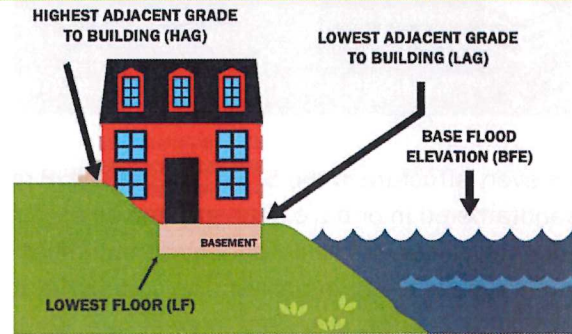 HIGHEST ADJACENT GRADE
TO BUILDING (HAG)
LOWEST ADJACENT GRADE
TO BUILDING (LAG)
BASE FLOOD
ELEVATION (BFE)
BASEMENT
LOWEST FLOOR (LF)